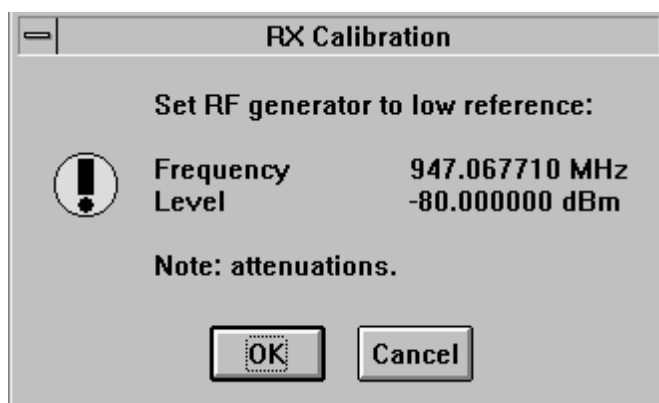 RX Calibration
Set RF generator to low reference:
Frequency 947.067710 MHz
Level -80.000000 dBm
Note: attenuations.
OK Cancel